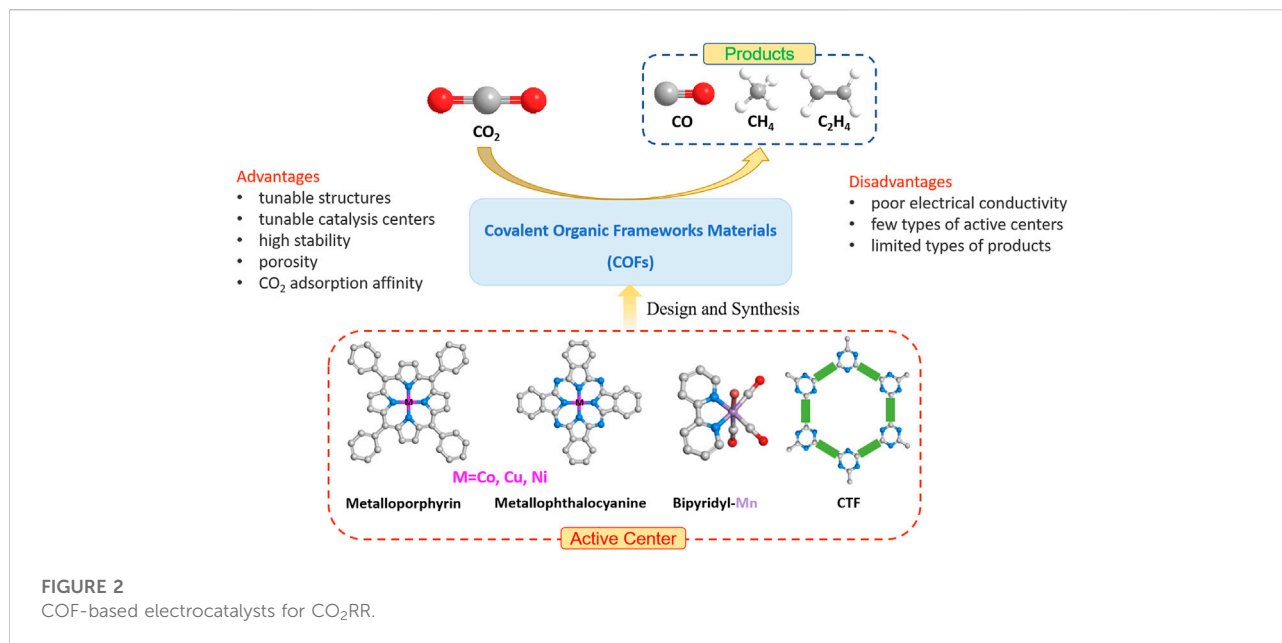 Products
CO₂
CO
CH₄
C₂H₄
Advantages
• tunable structures
• tunable catalysis centers
• high stability
• porosity
• CO₂ adsorption affinity
Covalent Organic Frameworks Materials
(COFs)
Disadvantages
• poor electrical conductivity
• few types of active centers
• limited types of products
Design and Synthesis
M
M
M=Co, Cu, Ni
Metalloporphyrin
Metallophthalocyanine
Bipyridyl-Mn
CTF
Active Center
FIGURE 2
COF-based electrocatalysts for CO₂RR.